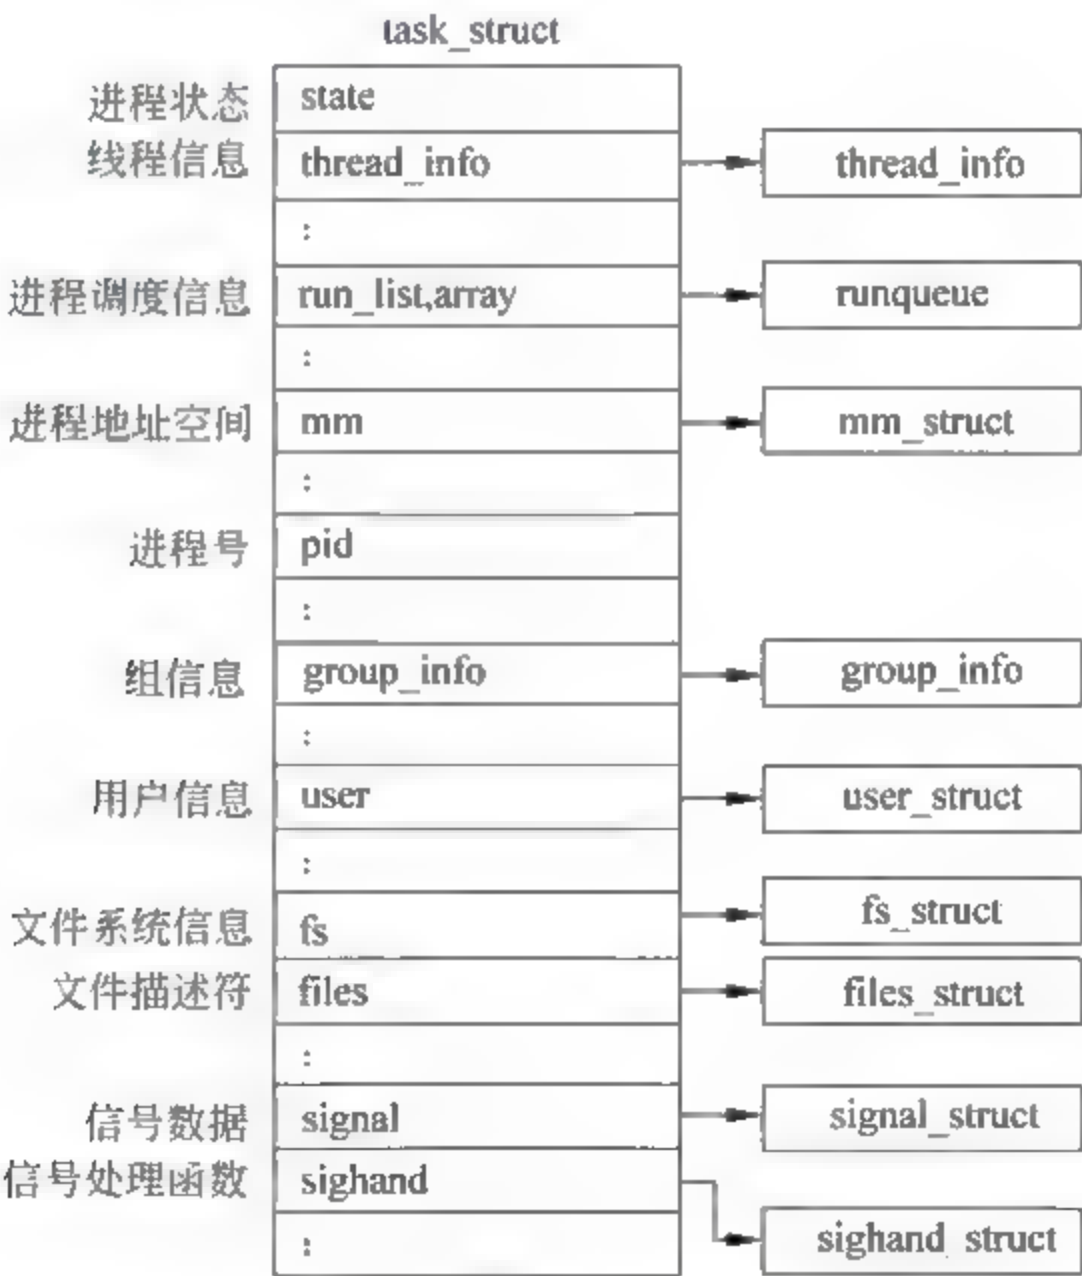 task_struct
进程状态 state
线程信息 thread_info thread_info
:
进程调度信息 run_list,array runqueue
:
进程地址空间 mm mm_struct
:
进程号 pid
:
组信息 group_info group_info
:
用户信息 user user_struct
:
文件系统信息 fs fs_struct
文件描述符 files files_struct
:
信号数据 signal signal_struct
信号处理函数 sighand
: sighand struct